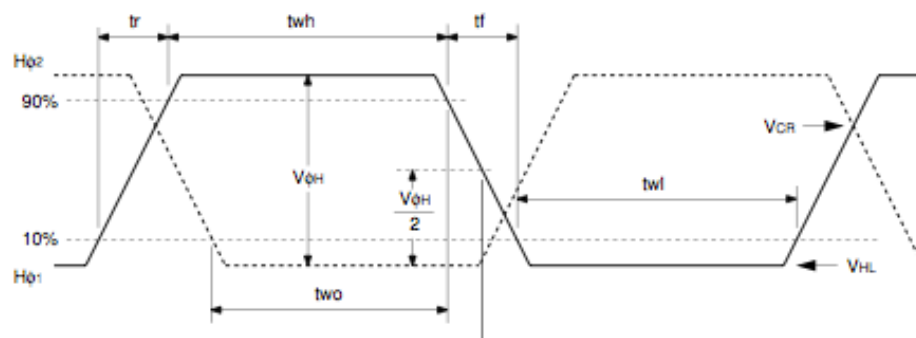 tr twh tf
Hφ2
90%
VCR
VφH
VφH
2
twl
10%
Hφ1
VHL
two